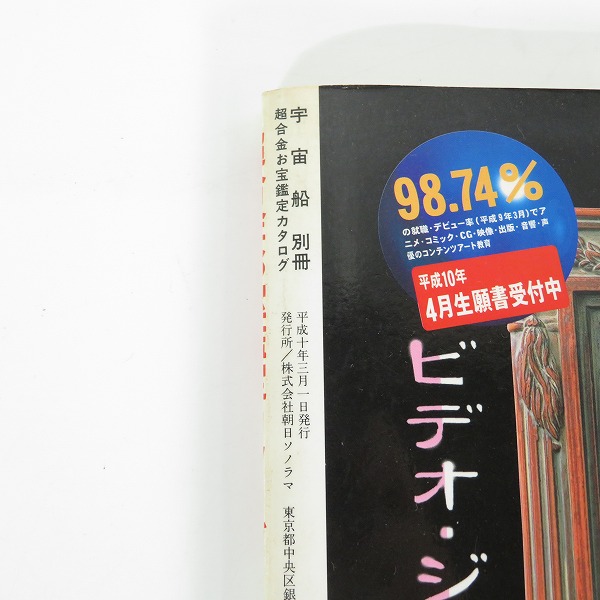 宇宙船別冊
超合金お宝鑑定カタログ
平成十年三月一日発行
発行所/株式会社朝日ソノラマ 東京都中央区銀
98.74%
の就職・デビュー率(平成9年3月)でア
ニメ・コミック・CG・映像・出版・音響・声
優のコンテンツアート教育
平成10年
4月生願書受付中
ビデオ・ジ